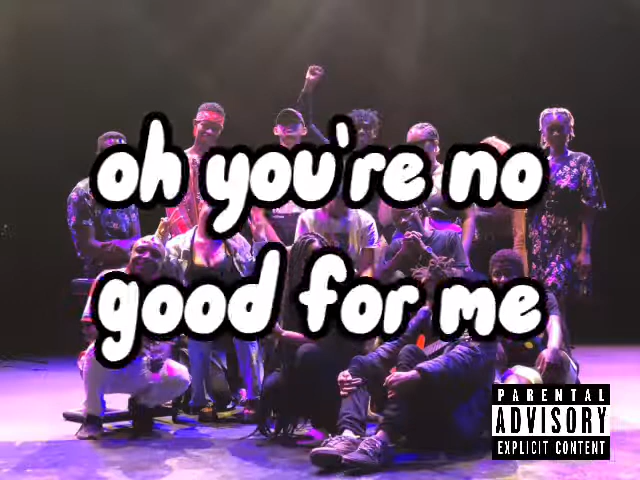 oh you're no
good for me
PARENTAL
ADVISORY
EXPLICIT CONTENT